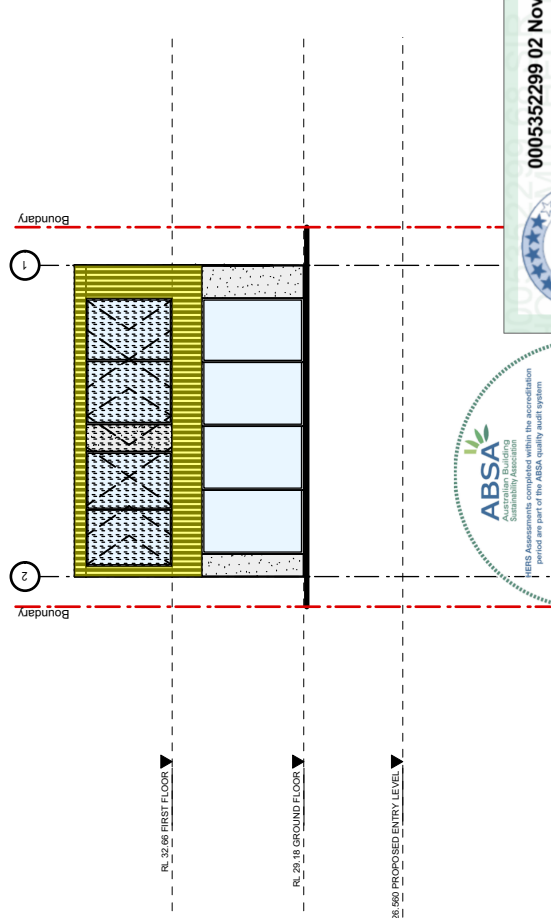 Boundary
1
2
Boundary
RL 32.66 FIRST FLOOR
RL 29.18 GROUND FLOOR
26.560 PROPOSED ENTRY LEVEL
0005352299 02 Nov
ABSA
Australian Building
Sustainability Association
HERS Assessments completed within the accreditation
period are part of the ABSA quality audit system